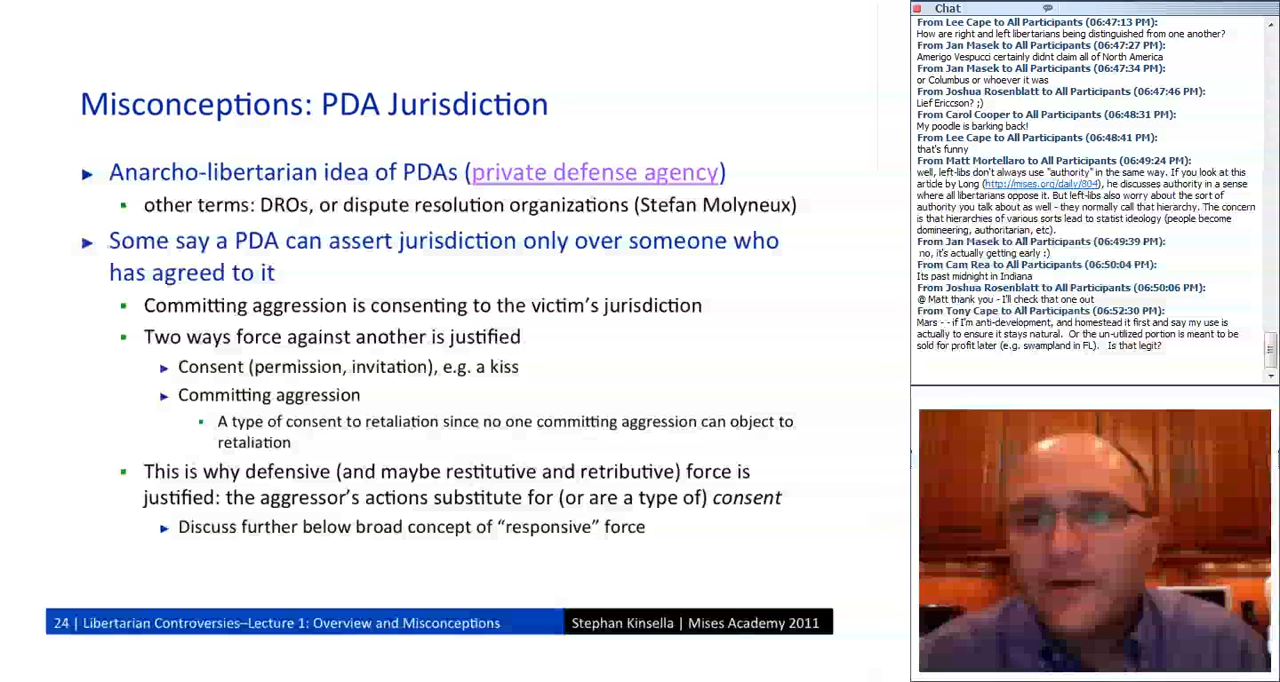 Misconceptions: PDA Jurisdiction
Anarcho-libertarian idea of PDAs (private defense agency)
other terms: DROs, or dispute resolution organizations (Stefan Molyneux)
Some say a PDA can assert jurisdiction only over someone who
has agreed to it
Committing aggression is consenting to the victim's jurisdiction
Two ways force against another is justified
Consent (permission, invitation), e.g. a kiss
Committing aggression
A type of consent to retaliation since no one committing aggression can object to
retaliation
This is why defensive (and maybe restitutive and retributive) force is
justified: the aggressor's actions substitute for (or are a type of) consent
Discuss further below broad concept of "responsive" force
24 | Libertarian Controversies–Lecture 1: Overview and Misconceptions
Stephan Kinsella | Mises Academy 2011
Chat
From Lee Cape to All Participants (06:47:13 PM):
How are right and left libertarians being distinguished from one another?
From Jan Masek to All Participants (06:47:27 PM):
Amerigo Vespucci certainly didnt claim all of North America
From Jan Masek to All Participants (06:47:34 PM):
or Columbus or whoever it was
From Joshua Rosenblatt to All Participants (06:47:46 PM):
Lief Ericcson? ;)
From Carol Cooper to All Participants (06:48:31 PM):
My poodle is barking back!
From Lee Cape to All Participants (06:48:41 PM):
that's funny
From Matt Mortellaro to All Participants (06:49:24 PM):
well, left-libs don't always use "authority" in the same way. If you look at this
article by Long (http://mises.org/daily/804), he discusses authority in a sense
where all libertarians oppose it. But left-libs also worry about the sort of
authority you talk about as well - they normally call that hierarchy. The concern
is that hierarchies of various sorts lead to statist ideology (people become
domineering, authoritarian, etc).
From Jan Masek to All Participants (06:49:39 PM):
no, it's actually getting early :)
From Cam Rea to All Participants (06:50:04 PM):
Its past midnight in Indiana
From Joshua Rosenblatt to All Participants (06:50:06 PM):
@ Matt thank you - I'll check that one out
From Tony Cape to All Participants (06:52:30 PM):
Mars - - if I'm anti-development, and homestead it first and say my use is
actually to ensure it stays natural. Or the un-utilized portion is meant to be
sold for profit later (e.g. swampland in FL). Is that legit?